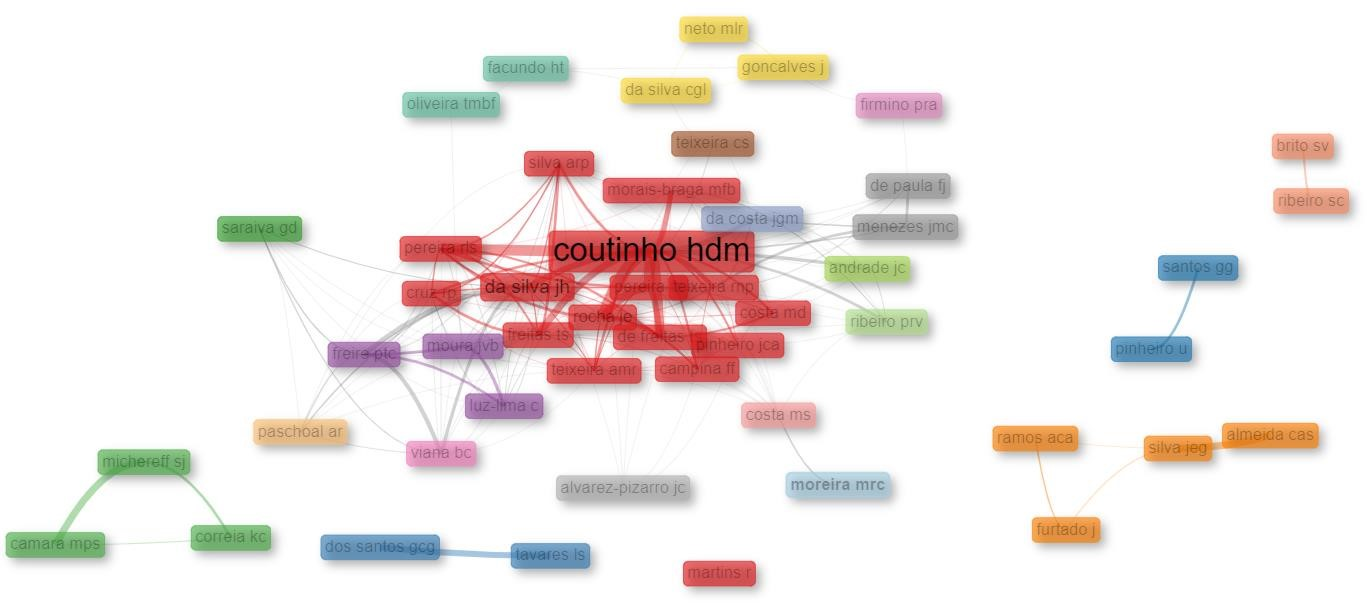 neto mlr
facundo ht
goncalves j
da silva cgl
oliveira tmbf
firmino pra
teixeira cs
brito sv
silva arp
morais-braga mfb
de paula fj
ribeiro sc
da costa jgm
saraiva gd
menezes jmc
pereira rls
coutinho hdm
andrade jc
santos gg
cruz rp
da silva jh
pereira
teixeira rnp
rocha je
costa md
ribeiro prv
freire ptc
moura jvb
freitas ts
de freitas
pinheiro jca
pinheiro u
teixeira amr
campina ff
luz-lima c
costa ms
paschoal ar
ramos aca
silva jeg
almeida cas
michereff sj
viana bc
alvarez-pizarro jc
moreira mrc
furtado j
camara mps
correia kc
dos santos gcg
tavares ls
martins r